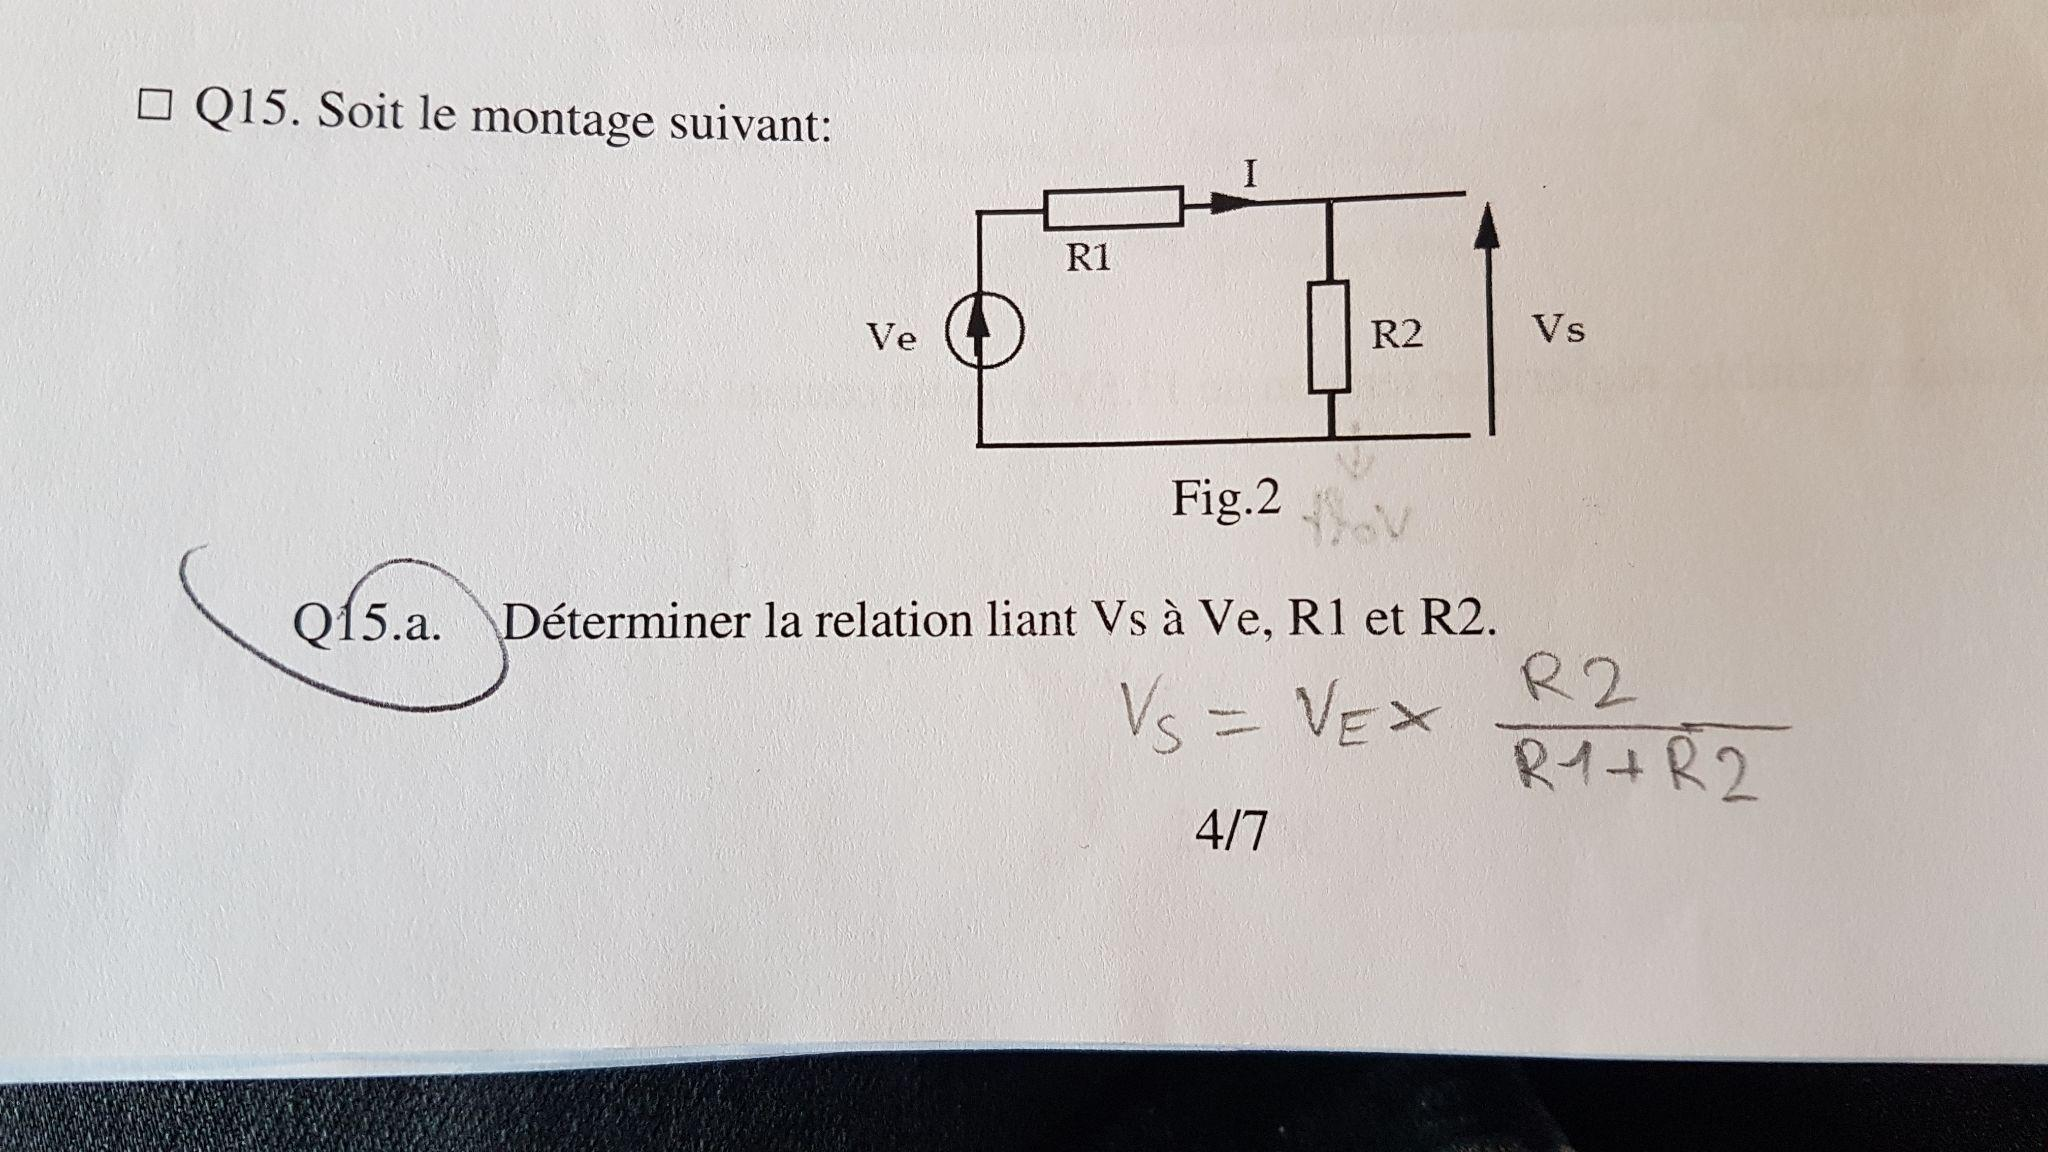 □ Q15. Soit le montage suivant:
I
R1
Ve
R2
Vs
Fig.2
Q15.a. Déterminer la relation liant Vs à Ve, R1 et R2.
VS = VE × R2
R1+R2
4/7